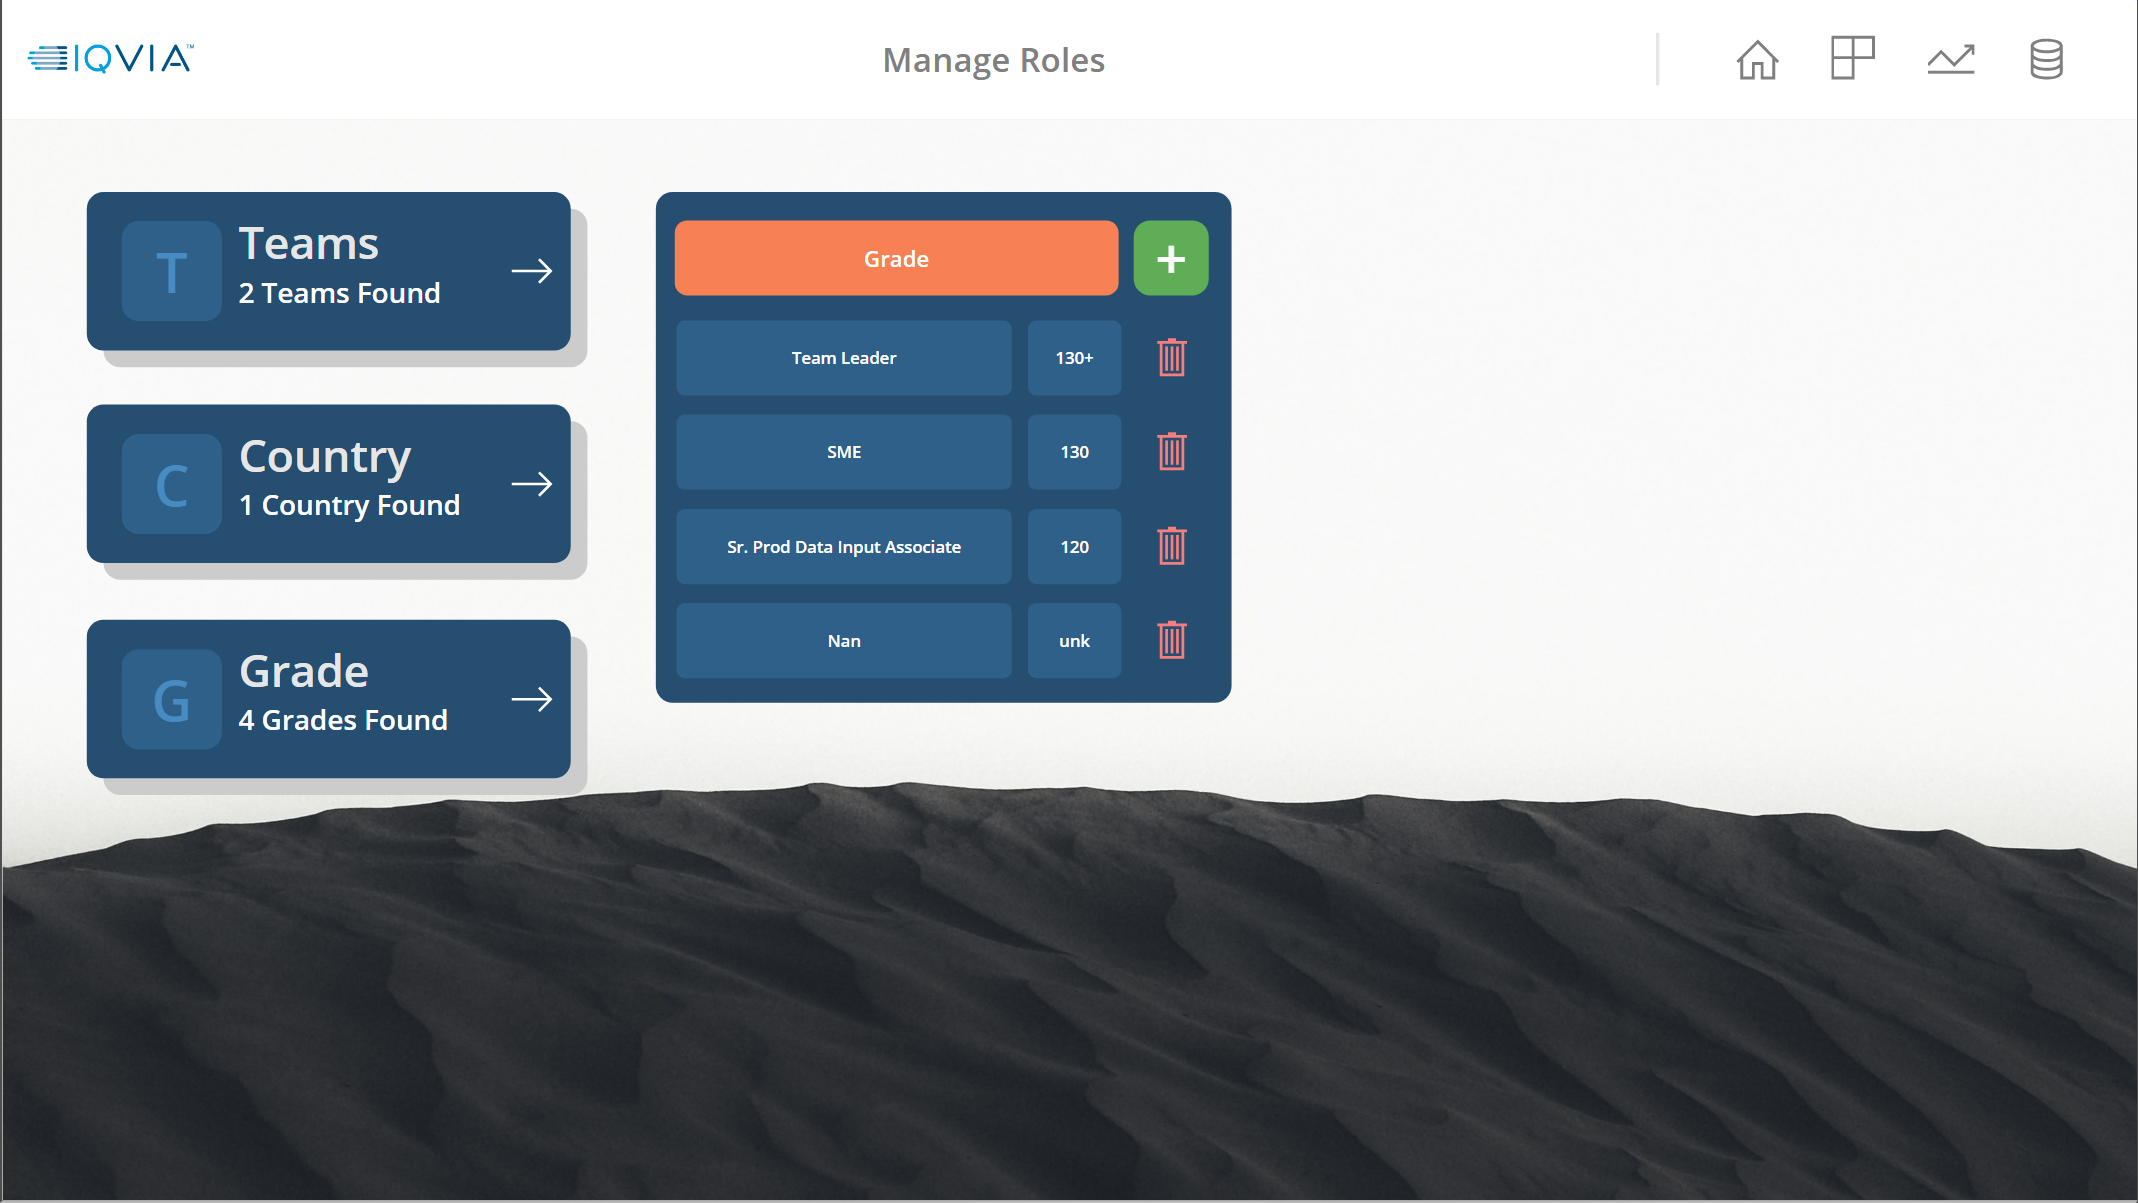 IQVIA™
Manage Roles
T
Teams
2 Teams Found
C
Country
1 Country Found
G
Grade
4 Grades Found
Grade
+
Team Leader
130+
SME
130
Sr. Prod Data Input Associate
120
Nan
unk